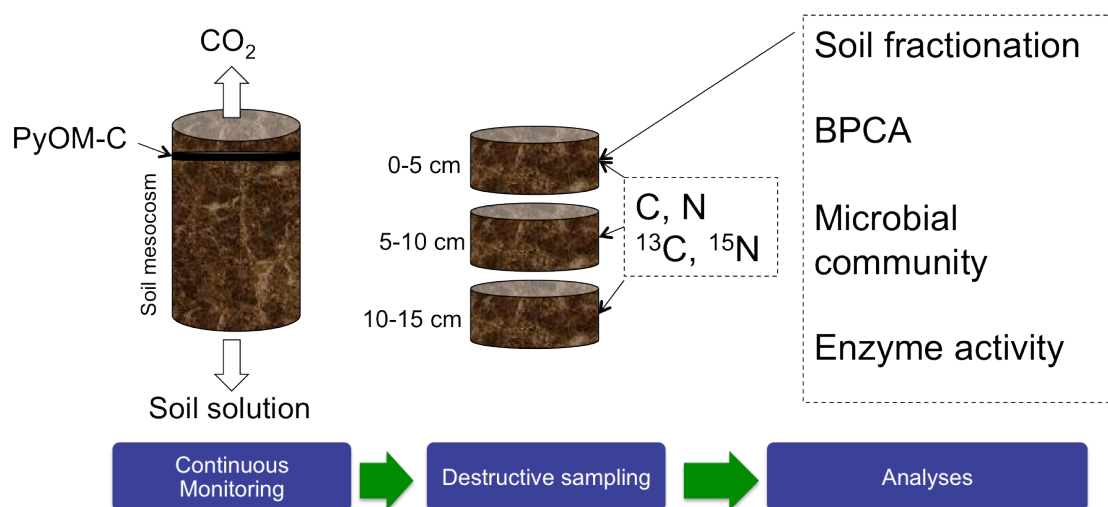 CO₂
PyOM-C
Soil mesocosm
Soil solution
0-5 cm
5-10 cm
10-15 cm
C, N
¹³C, ¹⁵N
Soil fractionation
BPCA
Microbial
community
Enzyme activity
Continuous
Monitoring
Destructive sampling
Analyses